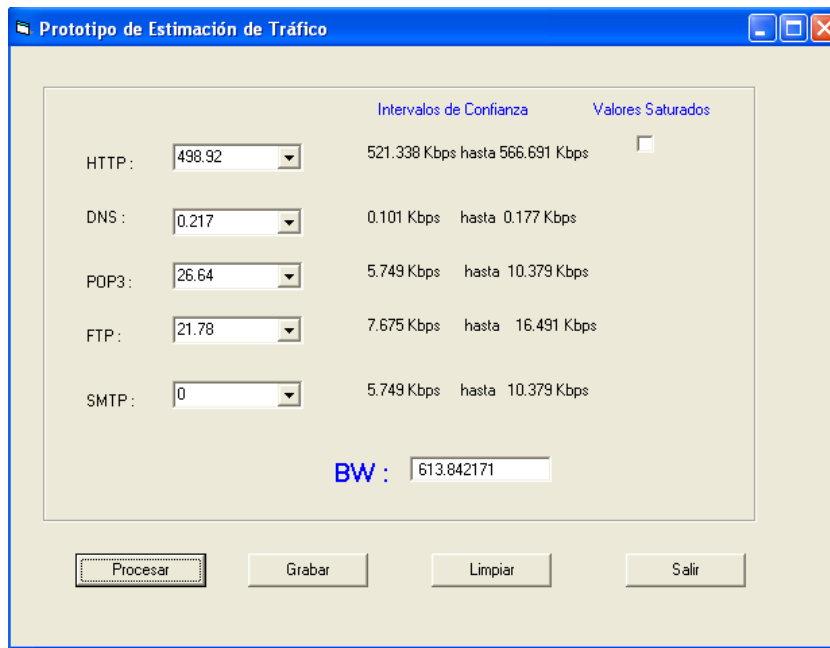 Prototipo de Estimación de Tráfico
Intervalos de Confianza Valores Saturados
HTTP : 498.92 521.338 Kbps hasta 566.691 Kbps
DNS : 0.217 0.101 Kbps hasta 0.177 Kbps
POP3 : 26.64 5.749 Kbps hasta 10.379 Kbps
FTP : 21.78 7.675 Kbps hasta 16.491 Kbps
SMTP : 0 5.749 Kbps hasta 10.379 Kbps
BW : 613.842171
Procesar Grabar Limpiar Salir